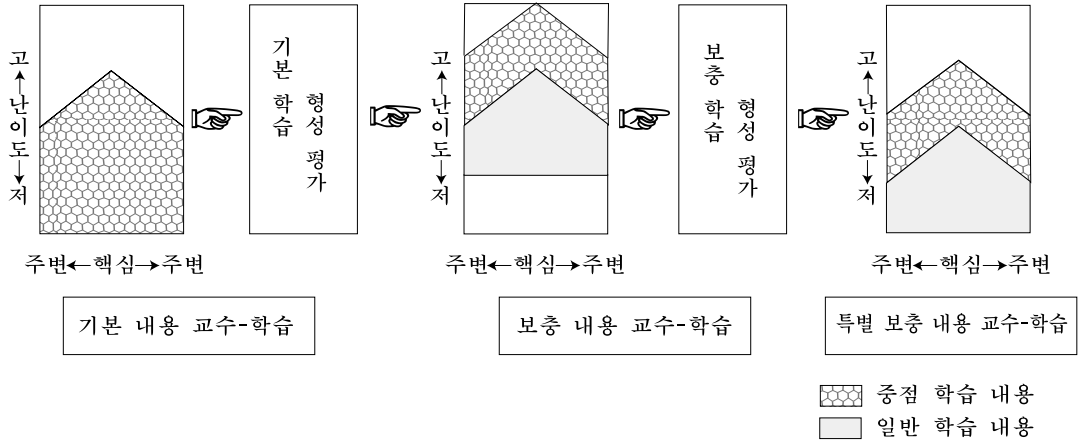 고
난이도
저
주변←핵심→주변
기본 내용 교수-학습
기본 학습
형성 평가
고
난이도
저
주변←핵심→주변
보충 내용 교수-학습
보충 학습
형성 평가
고
난이도
저
주변←핵심→주변
특별 보충 내용 교수-학습
중점 학습 내용
일반 학습 내용